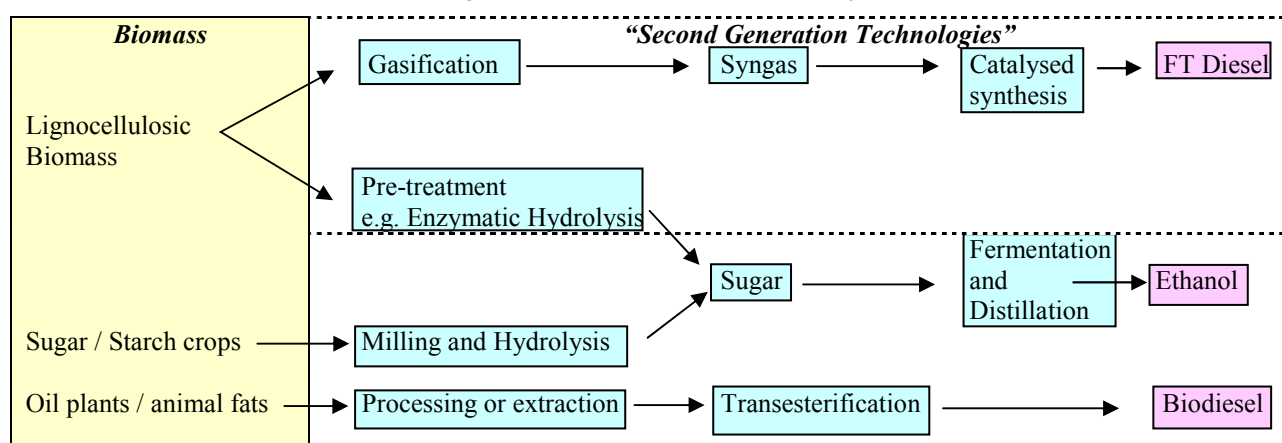 Biomass
“Second Generation Technologies”
Gasification
Syngas
Catalysed
synthesis
FT Diesel
Lignocellulosic
Biomass
Pre-treatment
e.g. Enzymatic Hydrolysis
Fermentation
and
Distillation
Sugar
Ethanol
Sugar / Starch crops
Milling and Hydrolysis
Oil plants / animal fats
Processing or extraction
Transesterification
Biodiesel